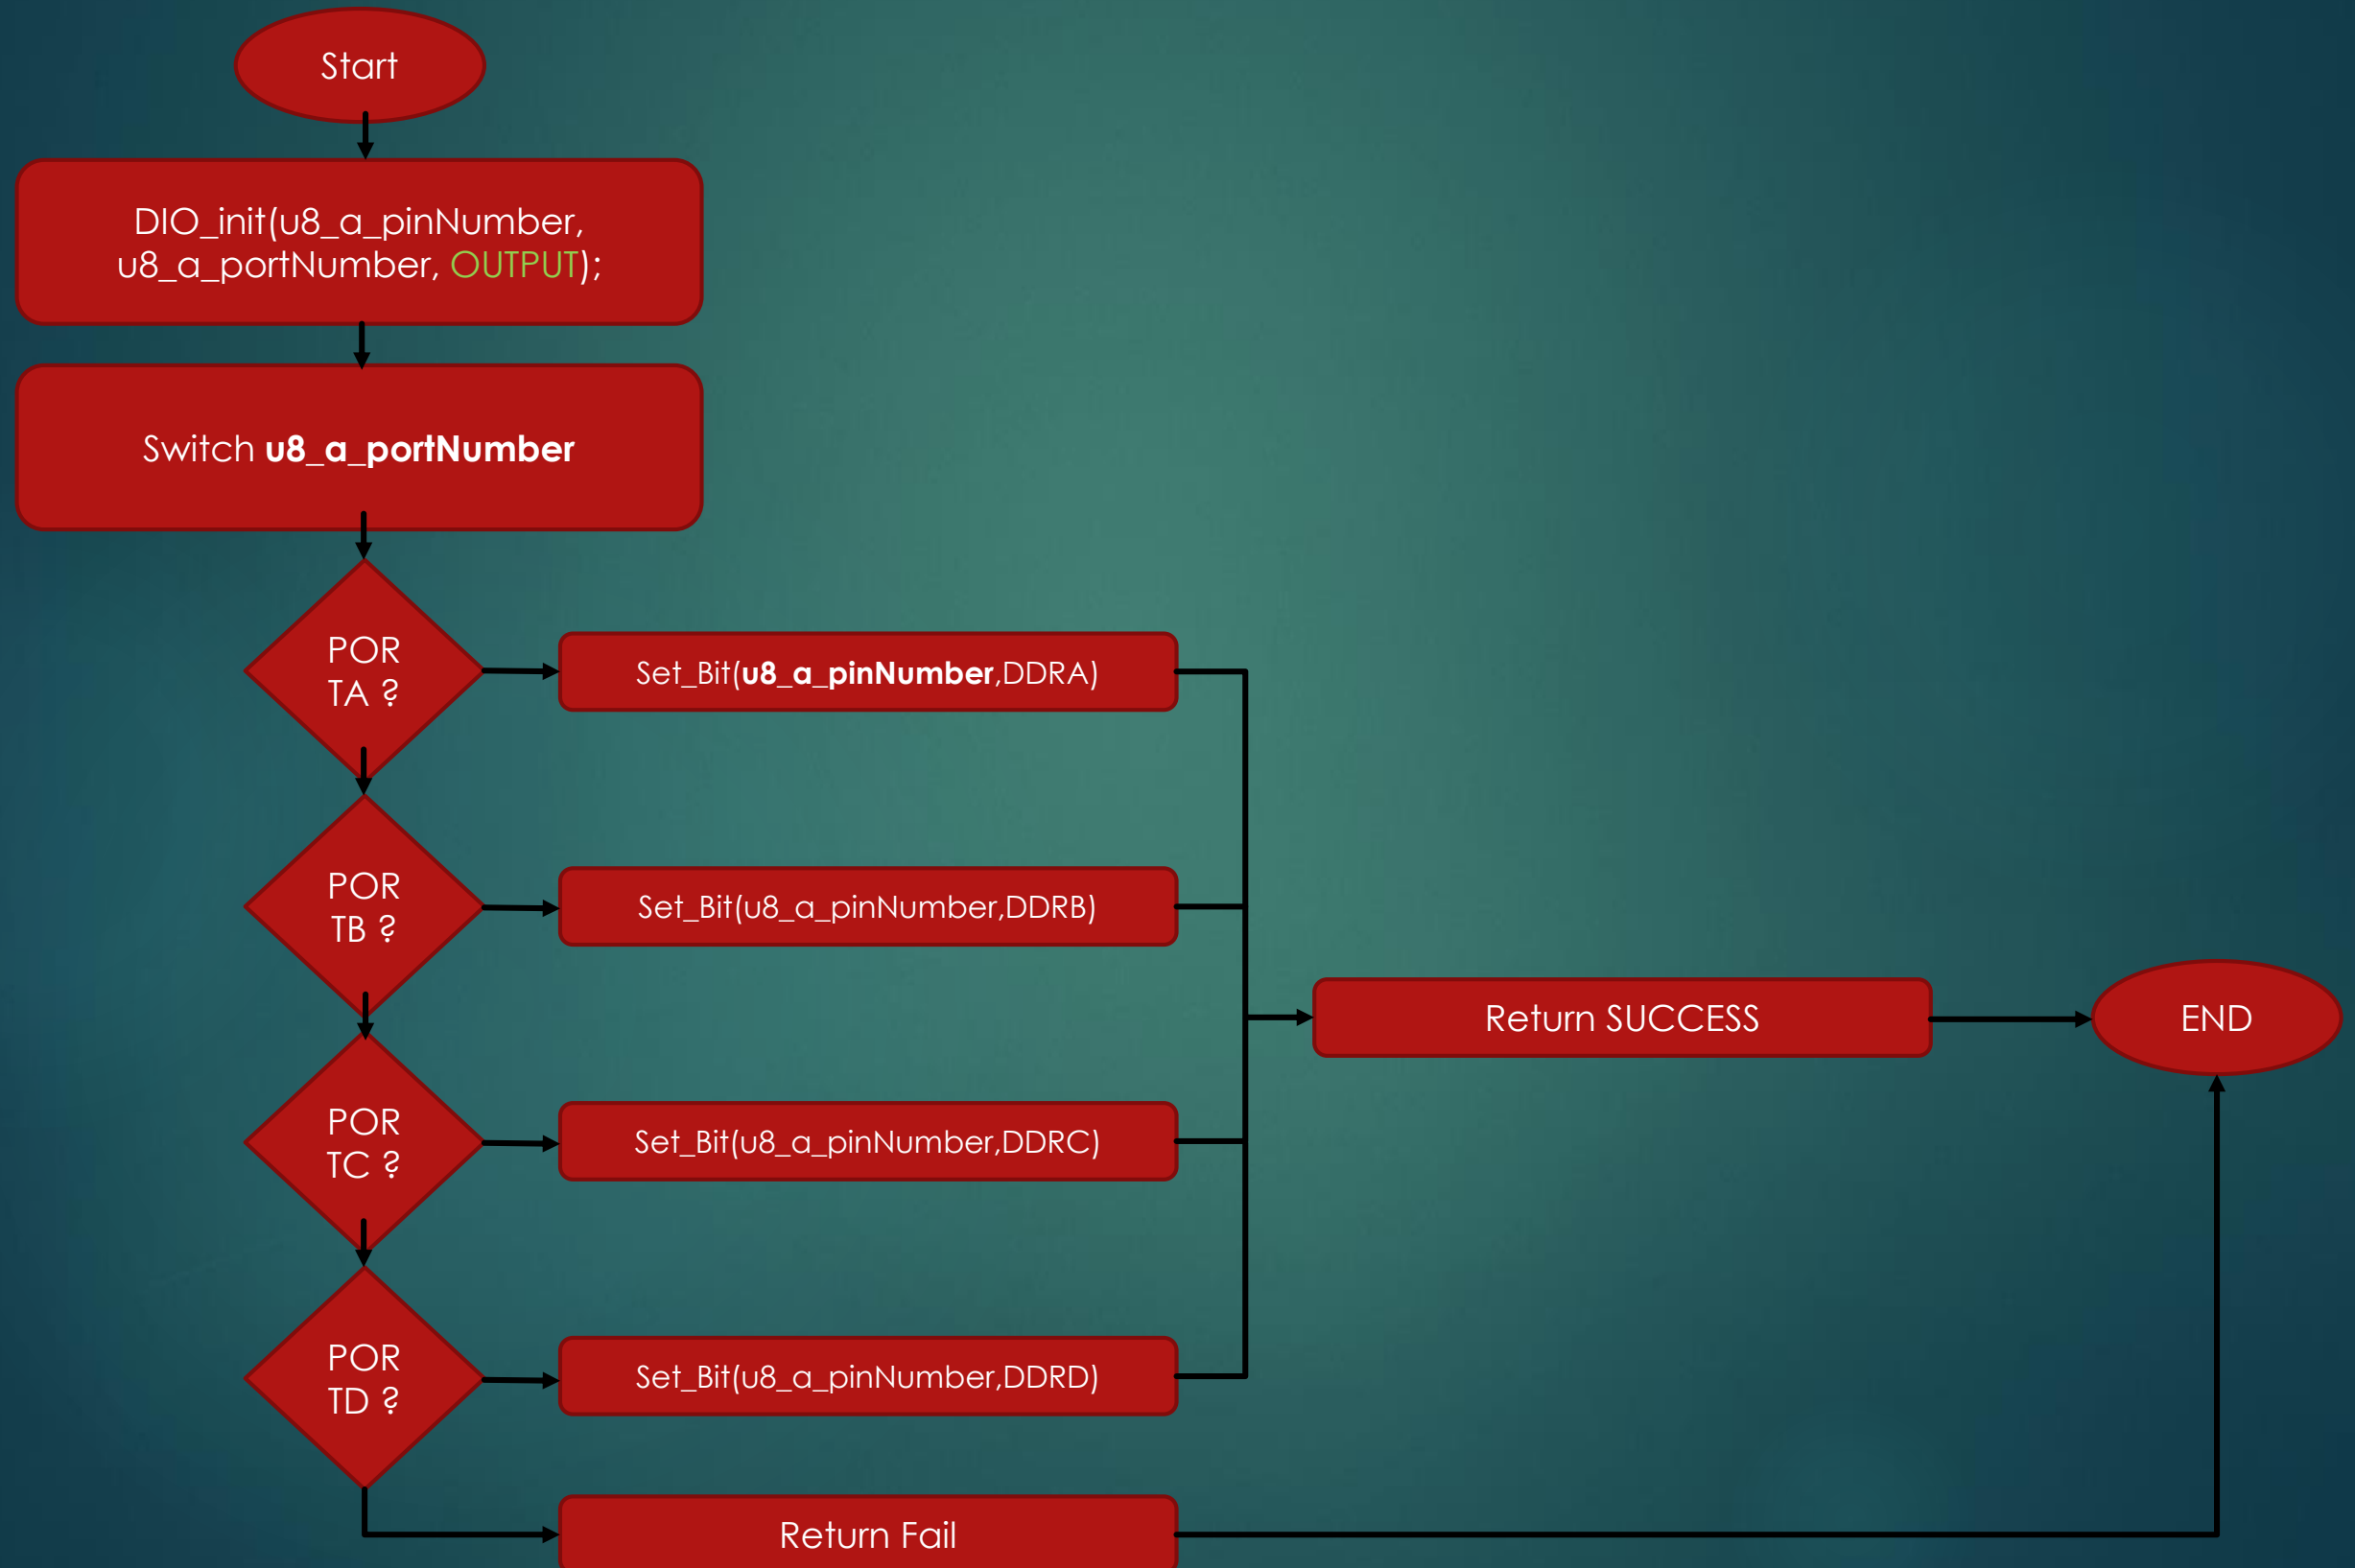 Start
DIO_init(u8_a_pinNumber,
u8_a_portNumber, OUTPUT);
Switch u8_a_portNumber
POR
TA ?
Set_Bit(u8_a_pinNumber,DDRA)
POR
TB ?
Set_Bit(u8_a_pinNumber,DDRB)
Return SUCCESS
END
POR
TC ?
Set_Bit(u8_a_pinNumber,DDRC)
POR
TD ?
Set_Bit(u8_a_pinNumber,DDRD)
Return Fail